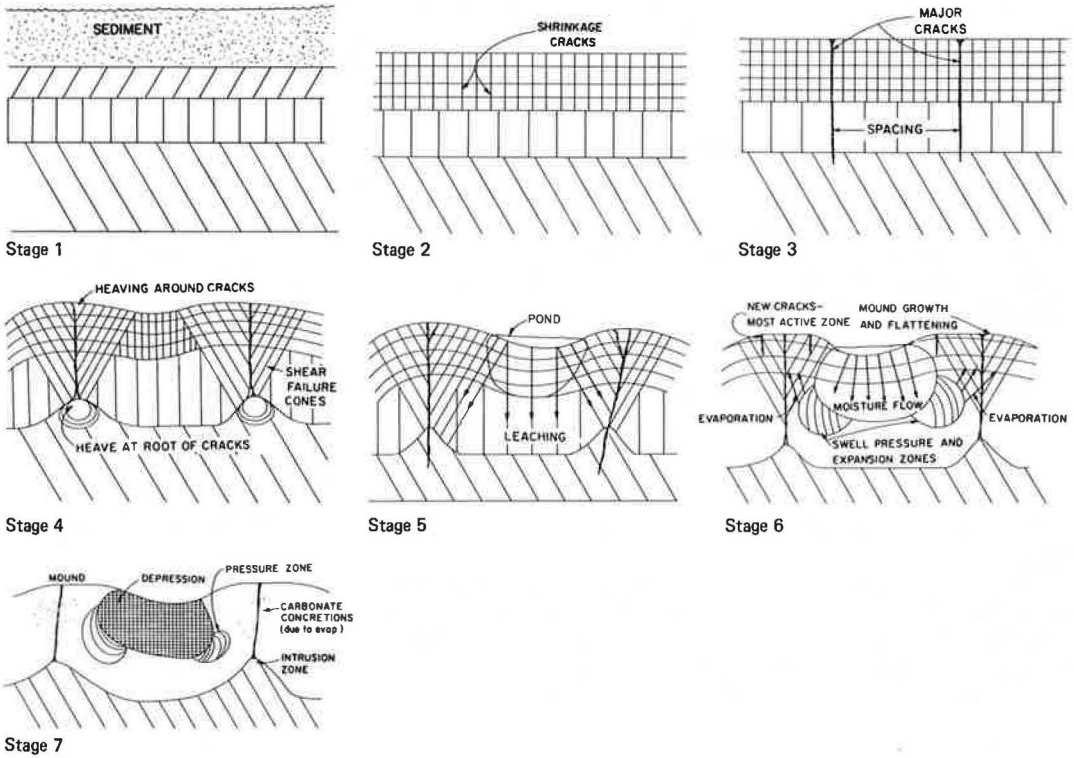 SEDIMENT
Stage 1
SHRINKAGE
CRACKS
Stage 2
MAJOR
CRACKS
SPACING
Stage 3
HEAVING AROUND CRACKS
SHEAR
FAILURE
CONES
HEAVE AT ROOT OF CRACKS
Stage 4
POND
LEACHING
Stage 5
NEW CRACKS-
MOST ACTIVE ZONE
MOUND GROWTH
AND FLATTENING
EVAPORATION
MOISTURE FLOW
EVAPORATION
SWELL PRESSURE AND
EXPANSION ZONES
Stage 6
MOUND
DEPRESSION
PRESSURE ZONE
CARBONATE
CONCRETIONS
(due to evap)
INTRUSION
ZONE
Stage 7